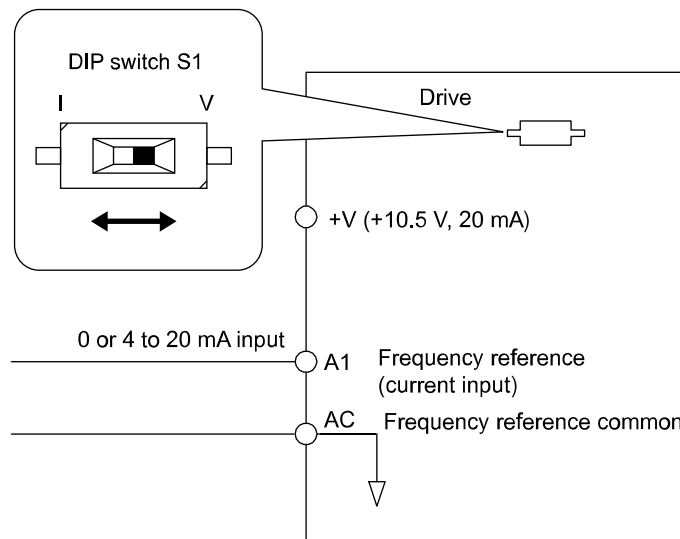 DIP switch S1
I V
Drive
+V (+10.5 V, 20 mA)
0 or 4 to 20 mA input
A1 Frequency reference
(current input)
AC Frequency reference common